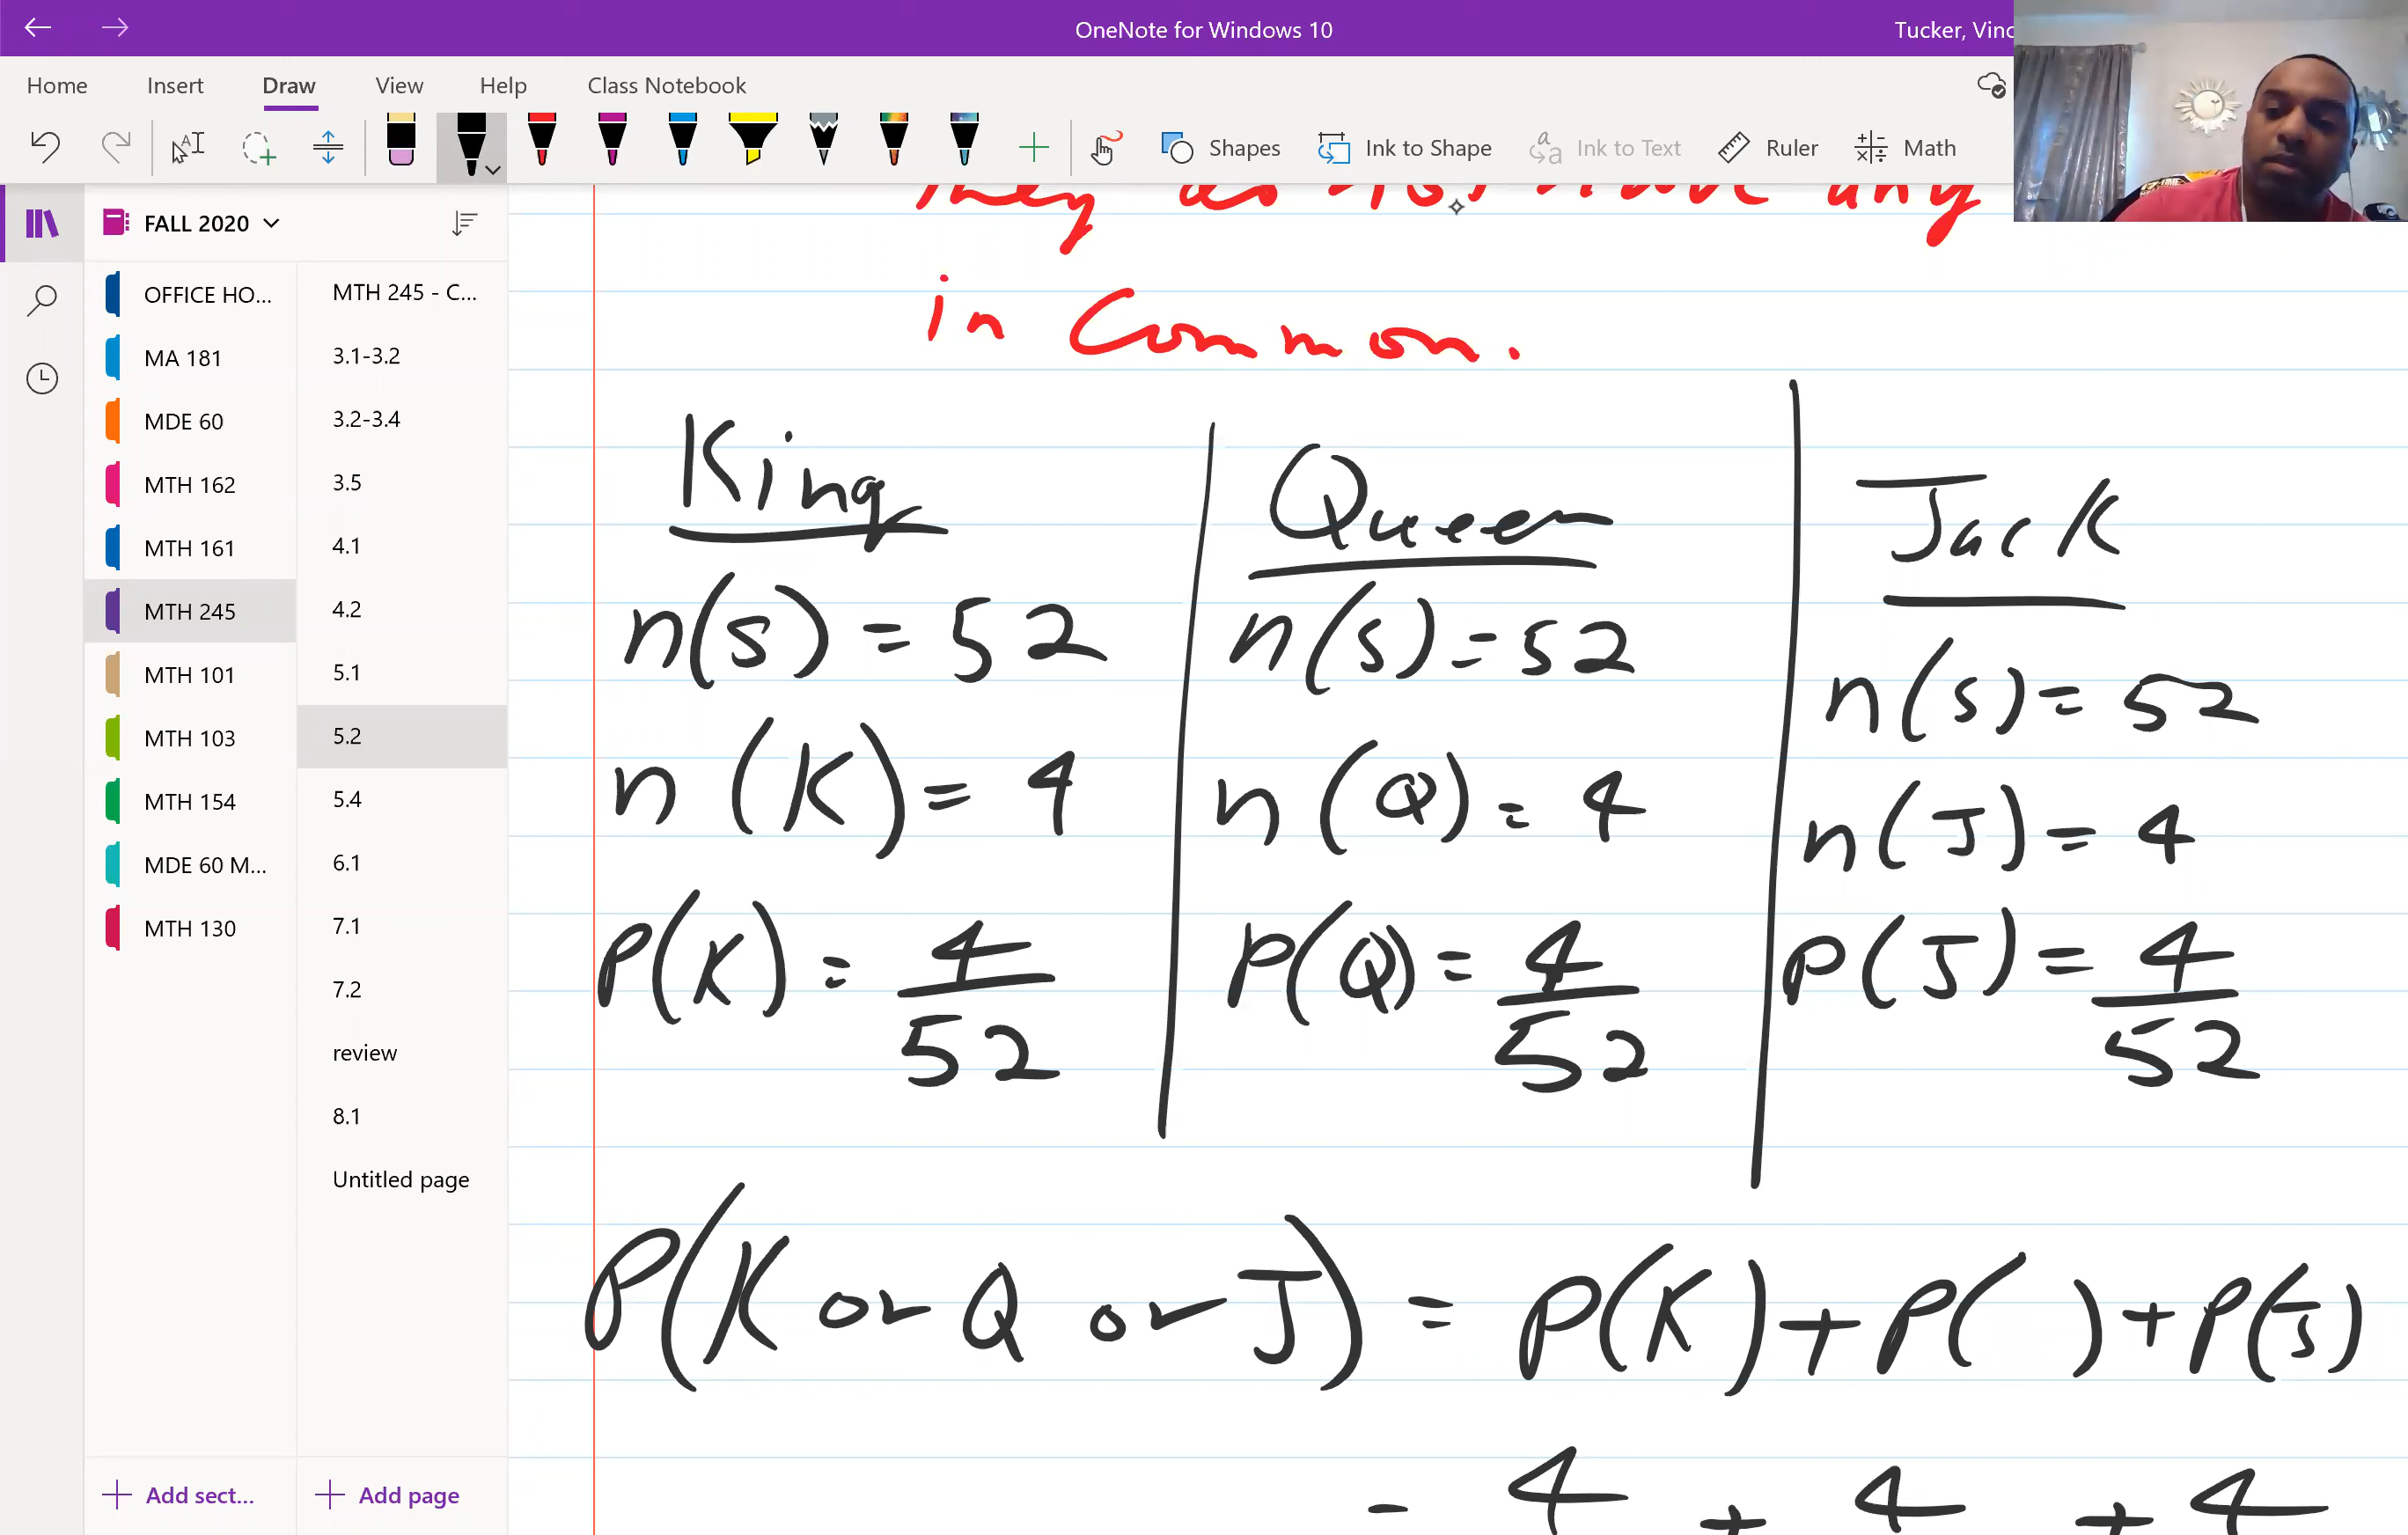 OneNote for Windows 10
Tucker, Vinc
Home Insert Draw View Help Class Notebook
Shapes Ink to Shape Ink to Text Ruler Math
FALL 2020
OFFICE HO...
MA 181
MDE 60
MTH 162
MTH 161
MTH 245
MTH 101
MTH 103
MTH 154
MDE 60 M...
MTH 130
Add sect...
MTH 245 - C...
3.1-3.2
3.2-3.4
3.5
4.1
4.2
5.1
5.2
5.4
6.1
7.1
7.2
review
8.1
Untitled page
Add page
They do not have any
in Common.
King
n(s) = 52
n(K) = 4
P(K) = 4/52
Queen
n(s) = 52
n(Q) = 4
P(Q) = 4/52
Jack
n(s) = 52
n(J) = 4
P(J) = 4/52
P(K or Q or J) = P(K) + P( ) + P(J)
= 4 + 4 + 4